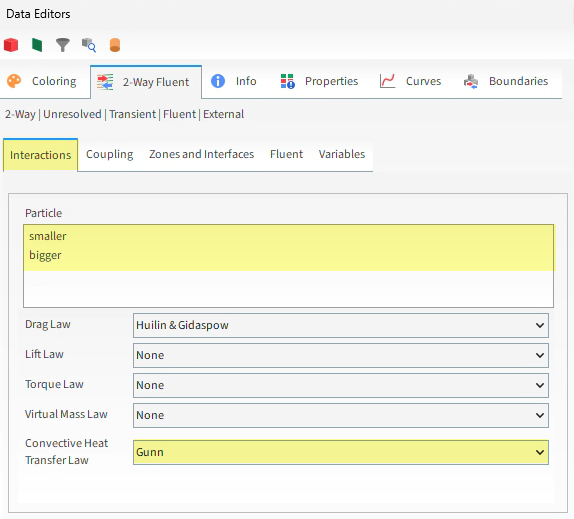 Data Editors
Coloring 2-Way Fluent Info Properties Curves Boundaries
2-Way | Unresolved | Transient | Fluent | External
Interactions Coupling Zones and Interfaces Fluent Variables
Particle
smaller
bigger
Drag Law Huilin & Gidaspow
Lift Law None
Torque Law None
Virtual Mass Law None
Convective Heat
Transfer Law Gunn